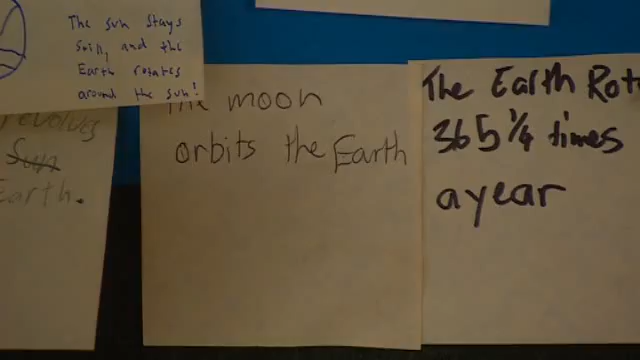 The sun stays
still, and the
Earth rotates
around the sun!
revolves
Sun
Earth.
The moon
orbits the Earth
The Earth Rota
365 1/4 times
a year